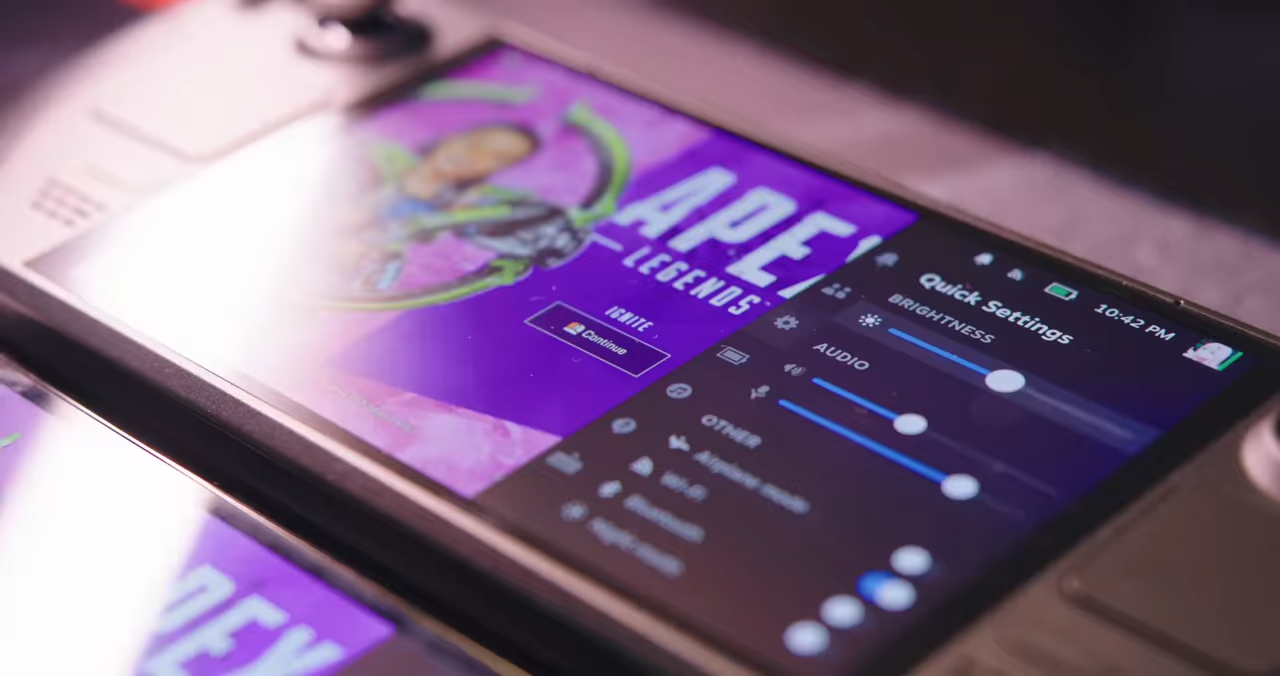 APEX
LEGENDS
IGNITE
Continue
10:42 PM
Quick Settings
BRIGHTNESS
AUDIO
OTHER
Airplane mode
Wi-Fi
Bluetooth
Night mode
APEX